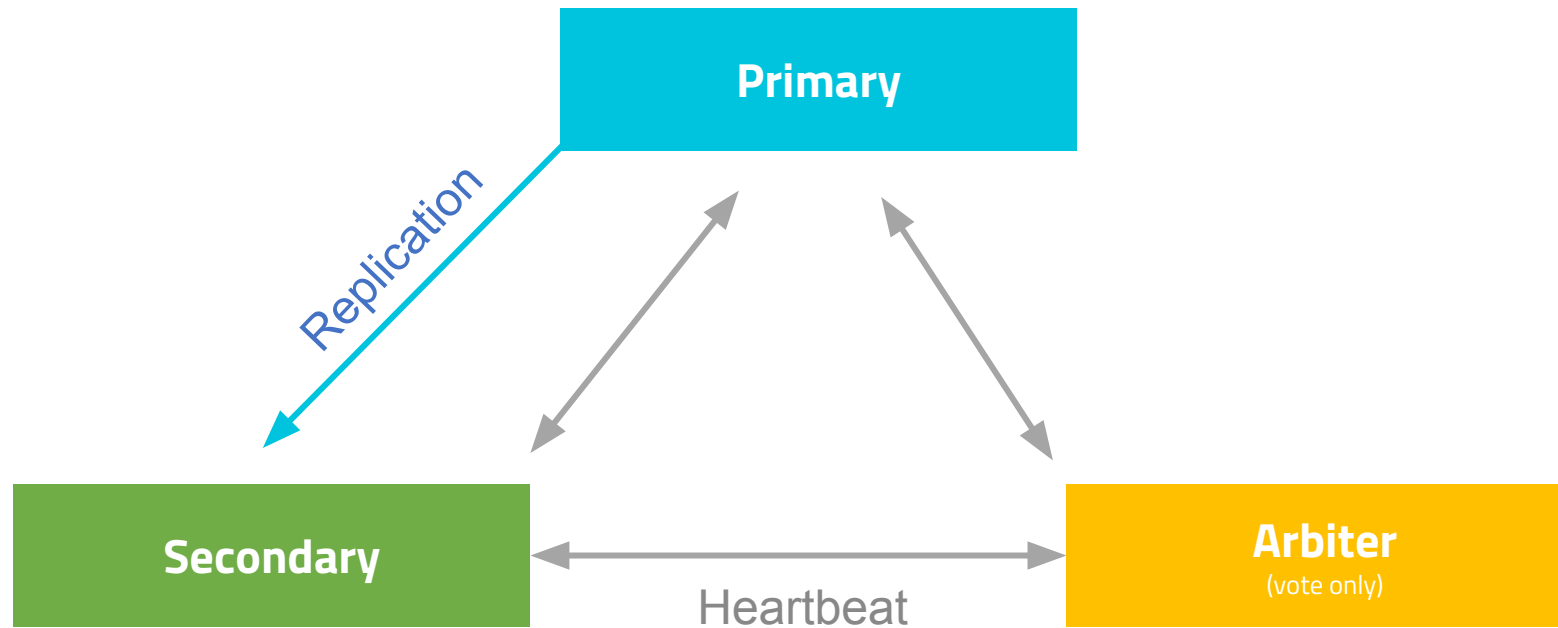 Primary
Replication
Secondary
Arbiter
(vote only)
Heartbeat